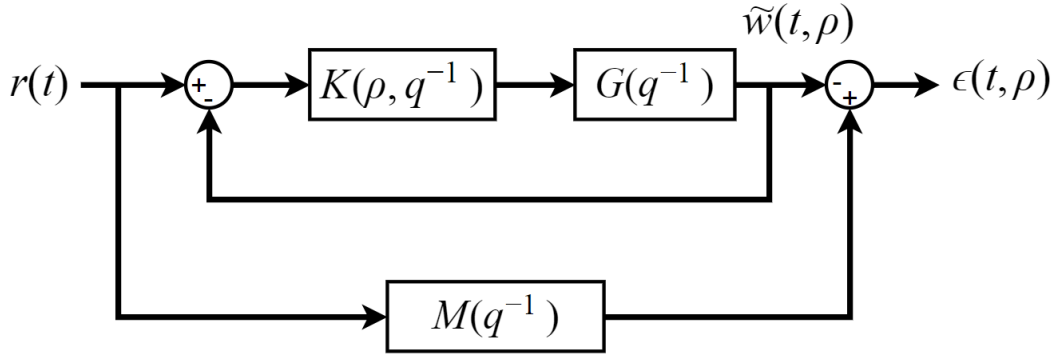 w̃(t, ρ)
r(t)
+
-
K(ρ, q⁻¹)
G(q⁻¹)
-
+
ϵ(t, ρ)
M(q⁻¹)